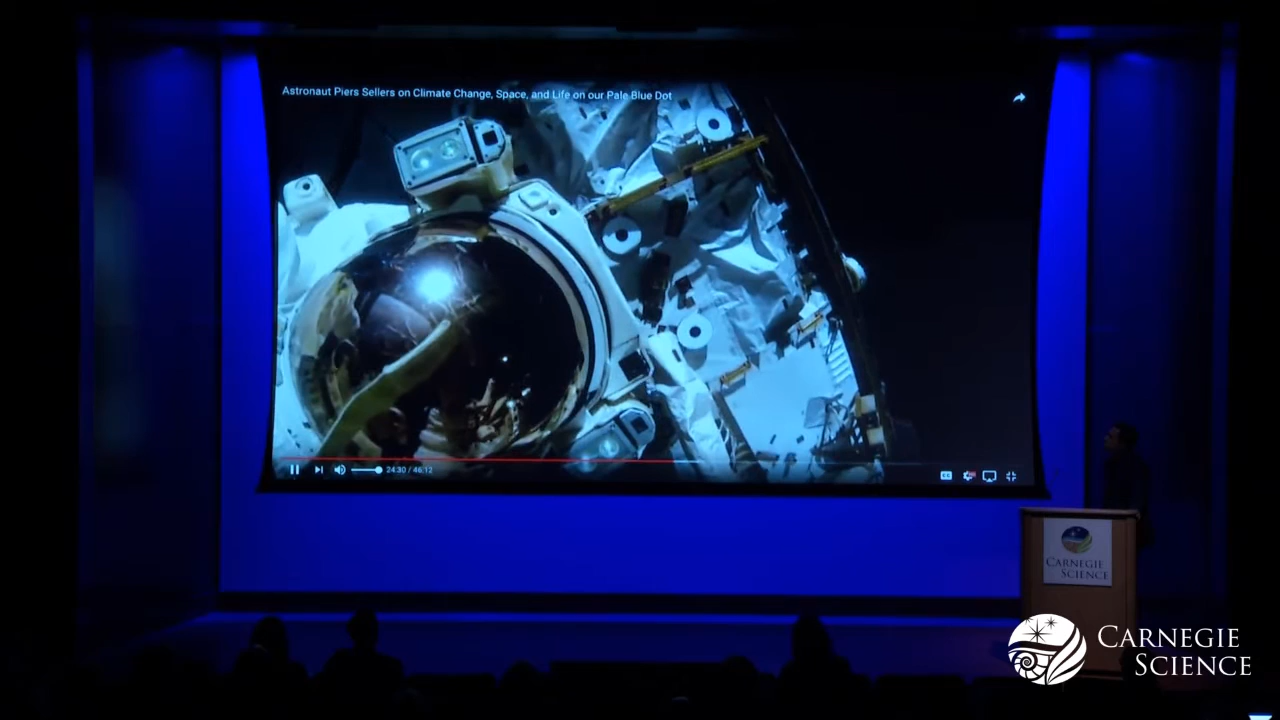 Astronaut Piers Sellers on Climate Change, Space, and Life on our Pale Blue Dot
24:30 / 46:12
CC
CARNEGIE
SCIENCE
CARNEGIE
SCIENCE